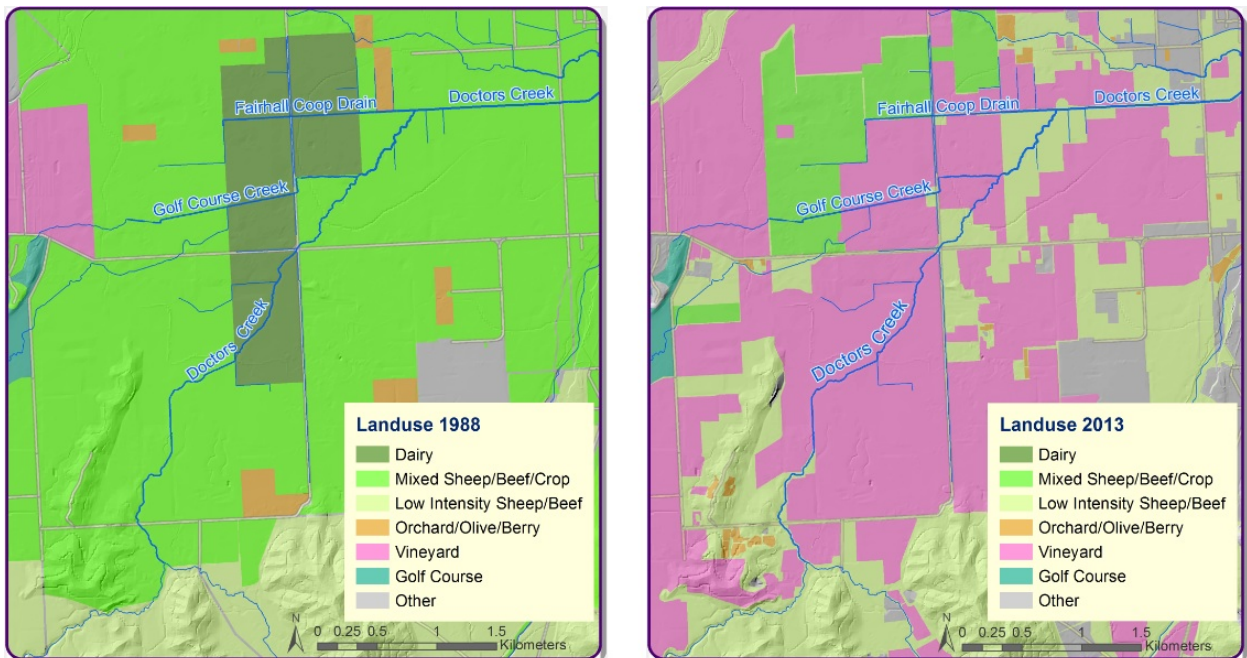 Fairhall Coop Drain
Doctors Creek
Golf Course Creek
Doctors Creek
Landuse 1988
Dairy
Mixed Sheep/Beef/Crop
Low Intensity Sheep/Beef
Orchard/Olive/Berry
Vineyard
Golf Course
Other
N
0 0.25 0.5 1 1.5
Kilometers
Fairhall Coop Drain
Doctors Creek
Golf Course Creek
Doctors Creek
Landuse 2013
Dairy
Mixed Sheep/Beef/Crop
Low Intensity Sheep/Beef
Orchard/Olive/Berry
Vineyard
Golf Course
Other
N
0 0.25 0.5 1 1.5
Kilometers